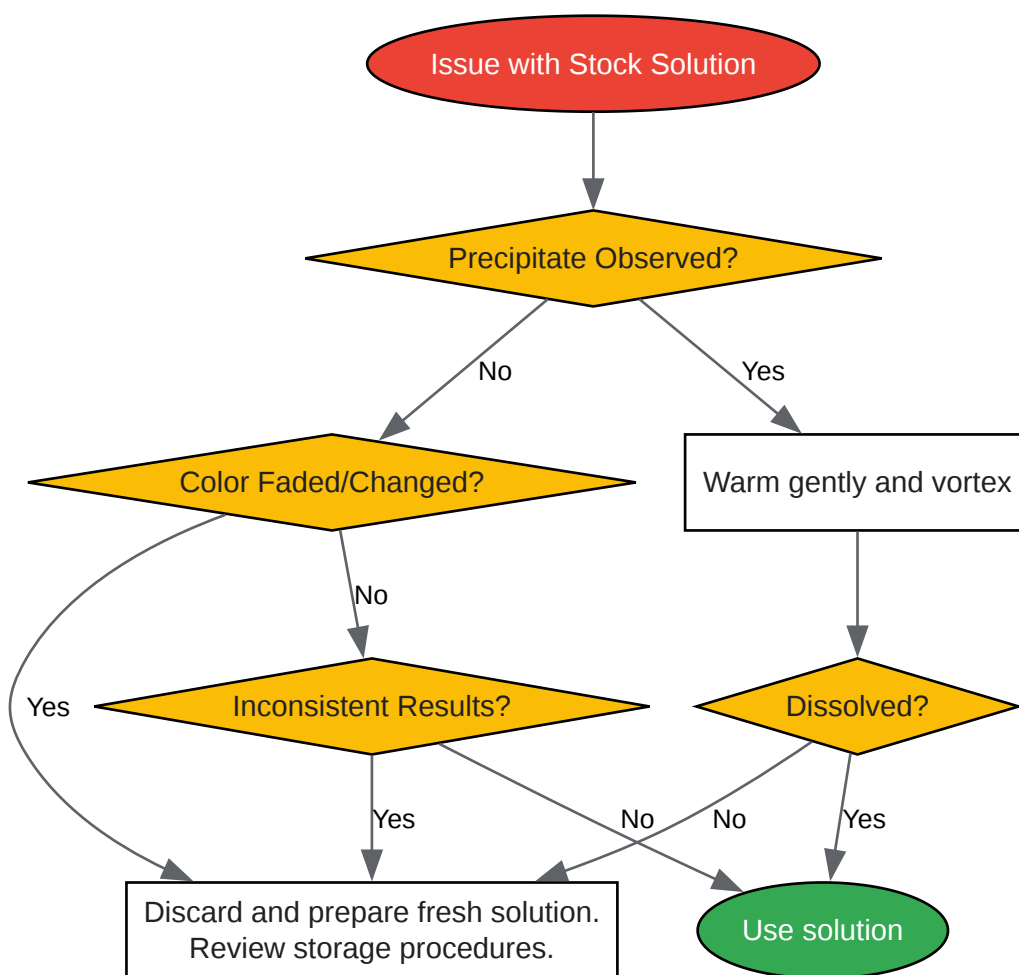 Issue with Stock Solution
Precipitate Observed?
No
Yes
Color Faded/Changed?
Warm gently and vortex
No
Yes
Inconsistent Results?
Dissolved?
Yes
No
No
Yes
Discard and prepare fresh solution.
Review storage procedures.
Use solution